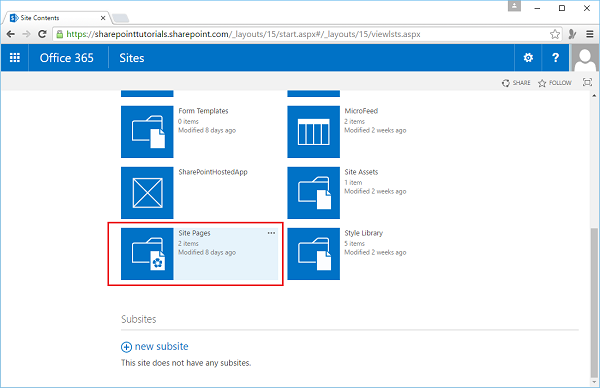 Site Contents
https://sharepointtutorials.sharepoint.com/_layouts/15/start.aspx#/_layouts/15/viewlsts.aspx
Office 365
Sites
?
SHARE
FOLLOW
Form Templates
0 items
Modified 8 days ago
MicroFeed
2 items
Modified 2 weeks ago
SharePointHostedApp
Site Assets
1 item
Modified 2 weeks ago
Site Pages
2 items
Modified 8 days ago
Style Library
5 items
Modified 2 weeks ago
Subsites
new subsite
This site does not have any subsites.